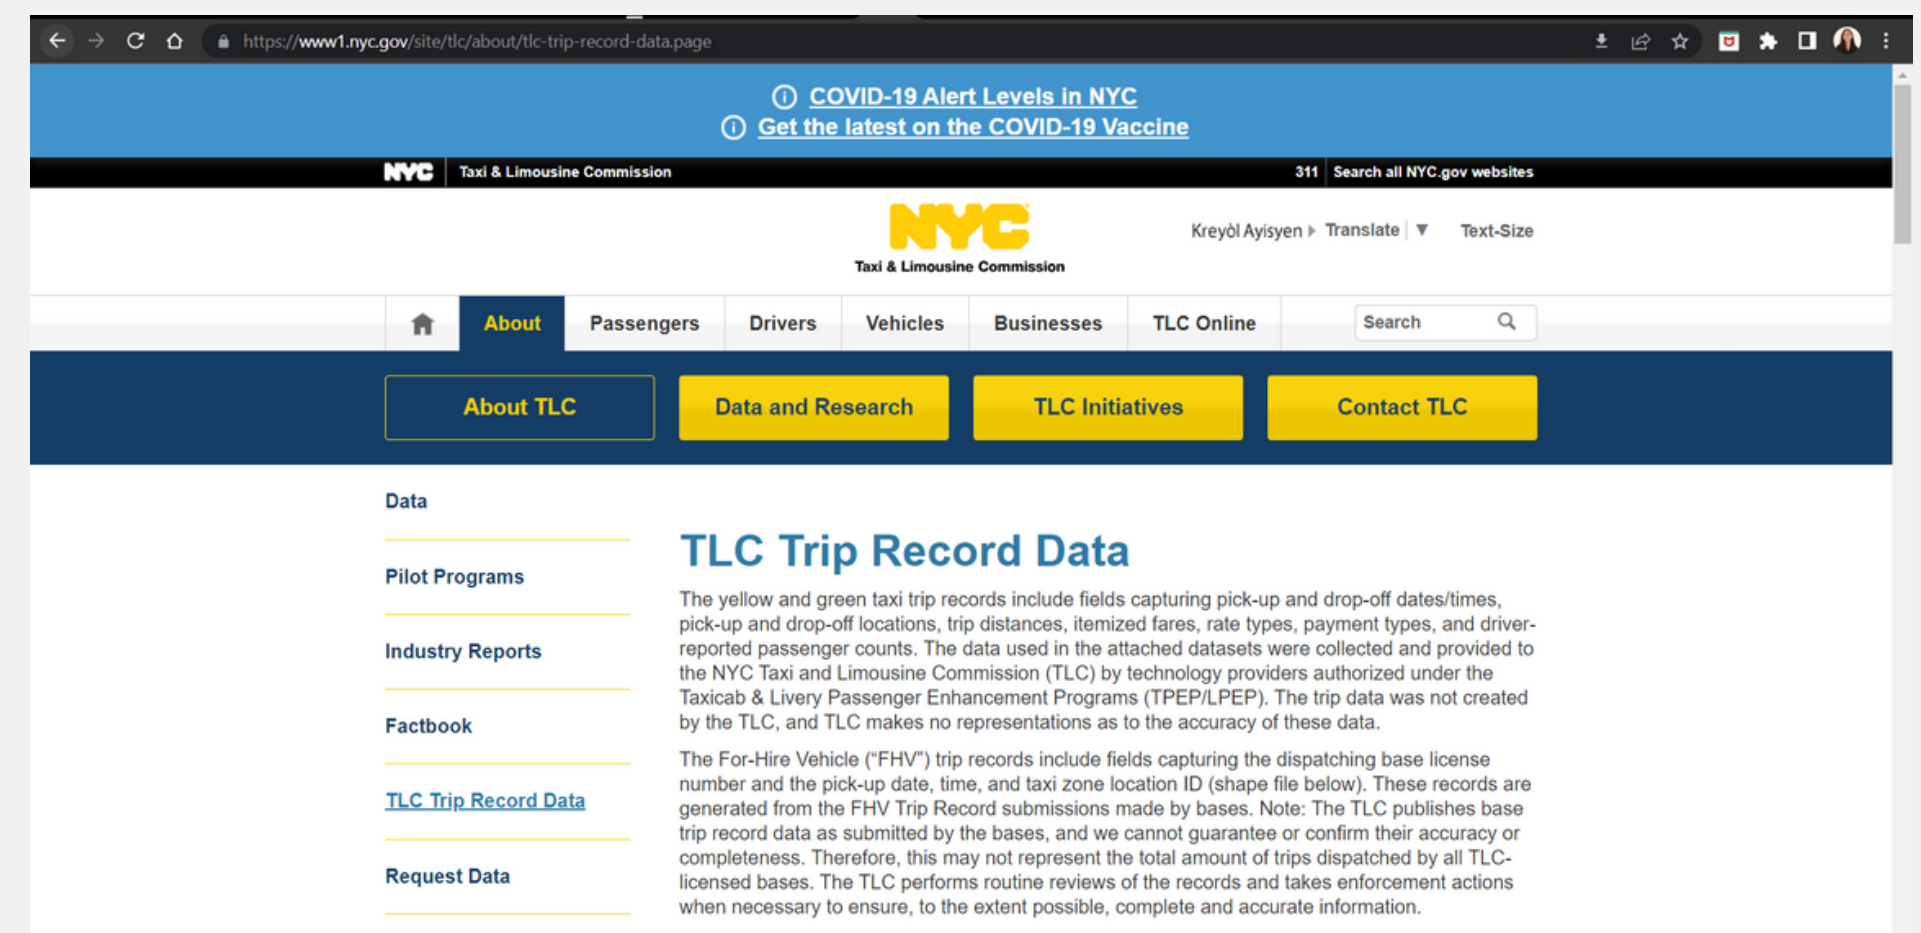 https://www1.nyc.gov/site/tlc/about/tlc-trip-record-data.page
COVID-19 Alert Levels in NYC
Get the latest on the COVID-19 Vaccine
NYC Taxi & Limousine Commission 311 Search all NYC.gov websites
NYC
Taxi & Limousine Commission
Kreyòl Ayisyen Translate Text-Size
About Passengers Drivers Vehicles Businesses TLC Online Search
About TLC Data and Research TLC Initiatives Contact TLC
Data
Pilot Programs
Industry Reports
Factbook
TLC Trip Record Data
Request Data
TLC Trip Record Data
The yellow and green taxi trip records include fields capturing pick-up and drop-off dates/times,
pick-up and drop-off locations, trip distances, itemized fares, rate types, payment types, and driver-
reported passenger counts. The data used in the attached datasets were collected and provided to
the NYC Taxi and Limousine Commission (TLC) by technology providers authorized under the
Taxicab & Livery Passenger Enhancement Programs (TPEP/LPEP). The trip data was not created
by the TLC, and TLC makes no representations as to the accuracy of these data.
The For-Hire Vehicle (“FHV”) trip records include fields capturing the dispatching base license
number and the pick-up date, time, and taxi zone location ID (shape file below). These records are
generated from the FHV Trip Record submissions made by bases. Note: The TLC publishes base
trip record data as submitted by the bases, and we cannot guarantee or confirm their accuracy or
completeness. Therefore, this may not represent the total amount of trips dispatched by all TLC-
licensed bases. The TLC performs routine reviews of the records and takes enforcement actions
when necessary to ensure, to the extent possible, complete and accurate information.